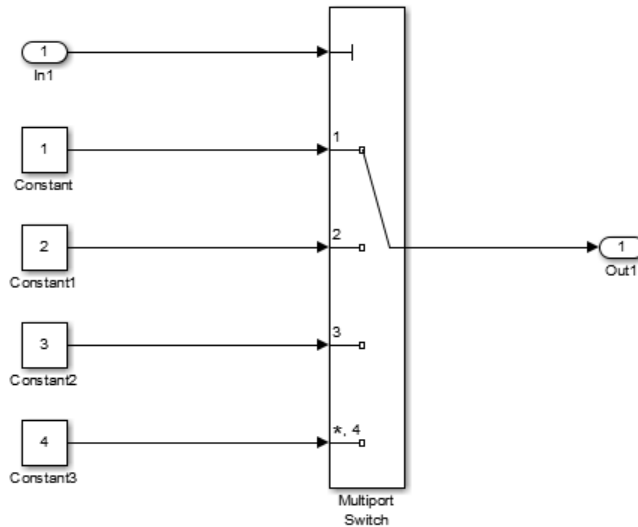 1
In1
1
Constant
1
2
Constant1
2
1
Out1
3
Constant2
3
4
Constant3
*, 4
Multiport
Switch